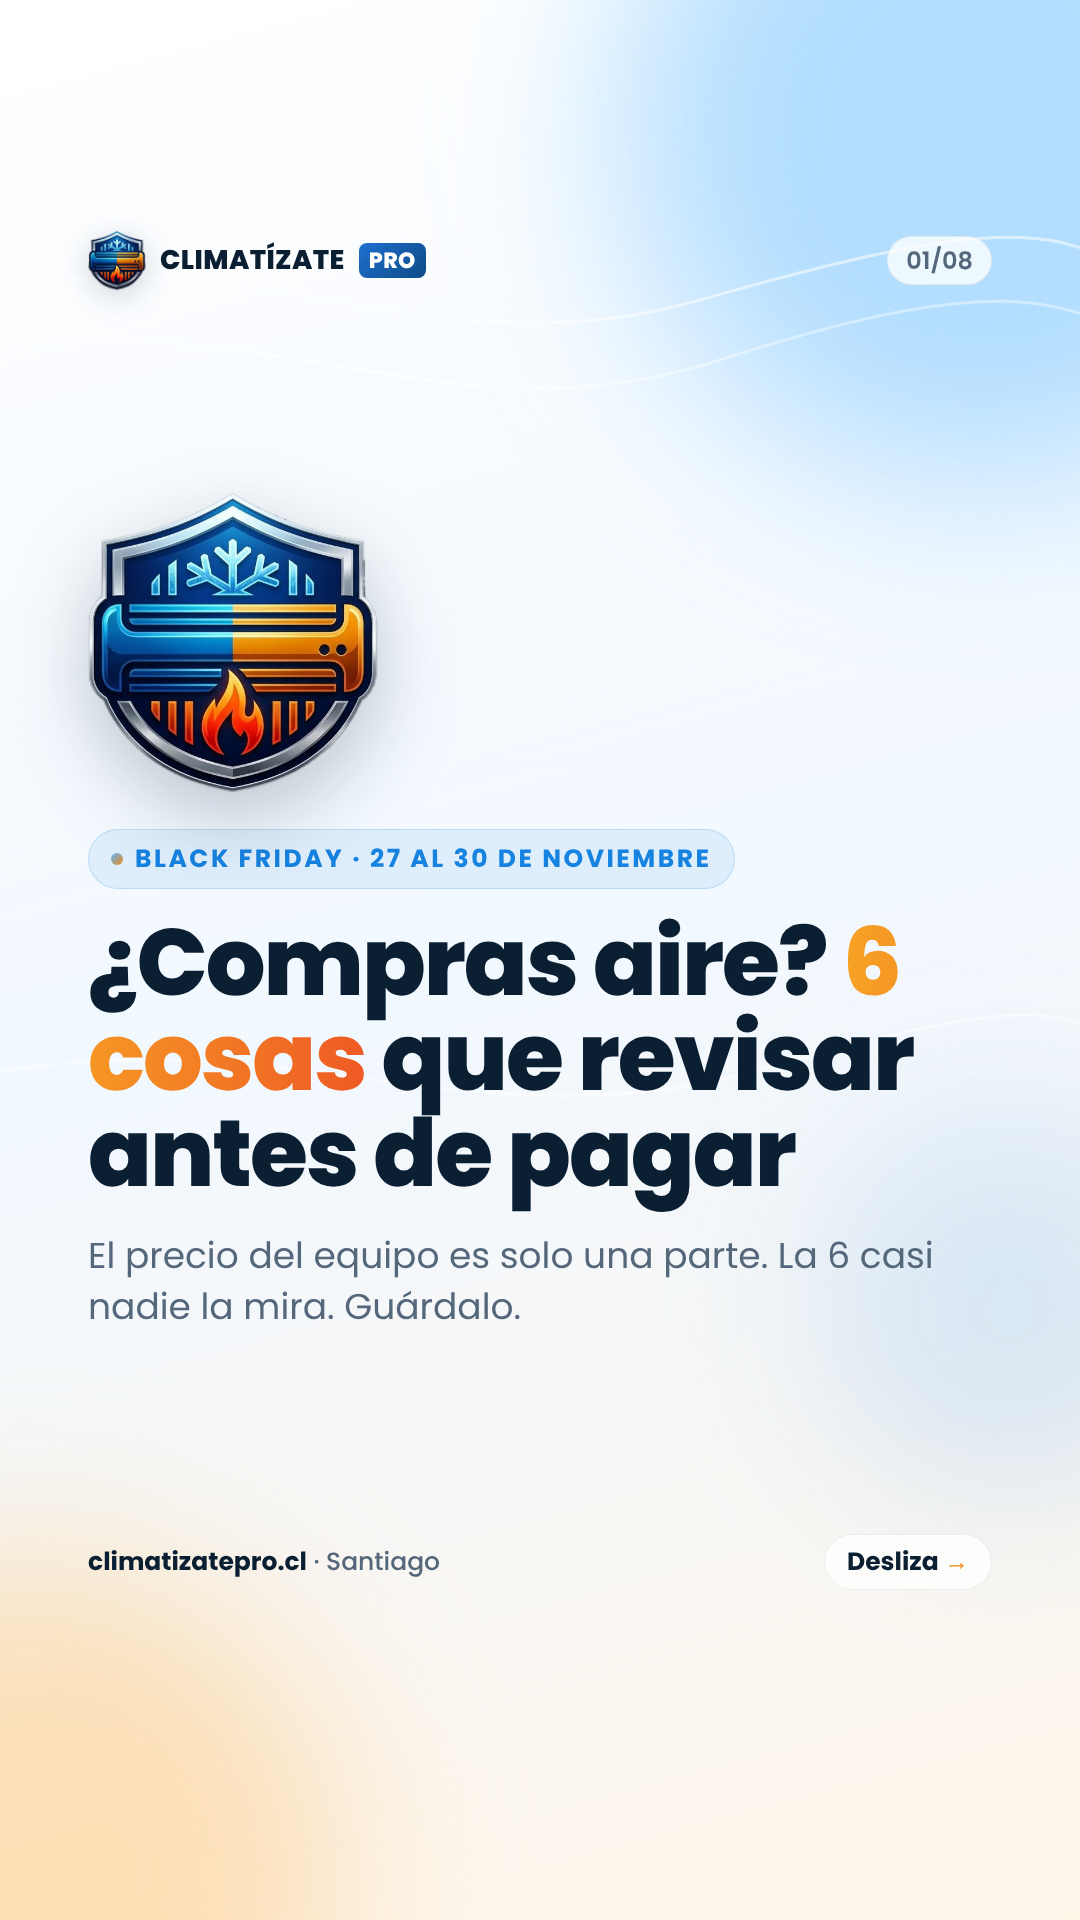 CLIMATÍZATE PRO
01/08
BLACK FRIDAY · 27 AL 30 DE NOVIEMBRE
¿Compras aire? 6
cosas que revisar
antes de pagar
El precio del equipo es solo una parte. La 6 casi
nadie la mira. Guárdalo.
climatizatepro.cl · Santiago
Desliza →